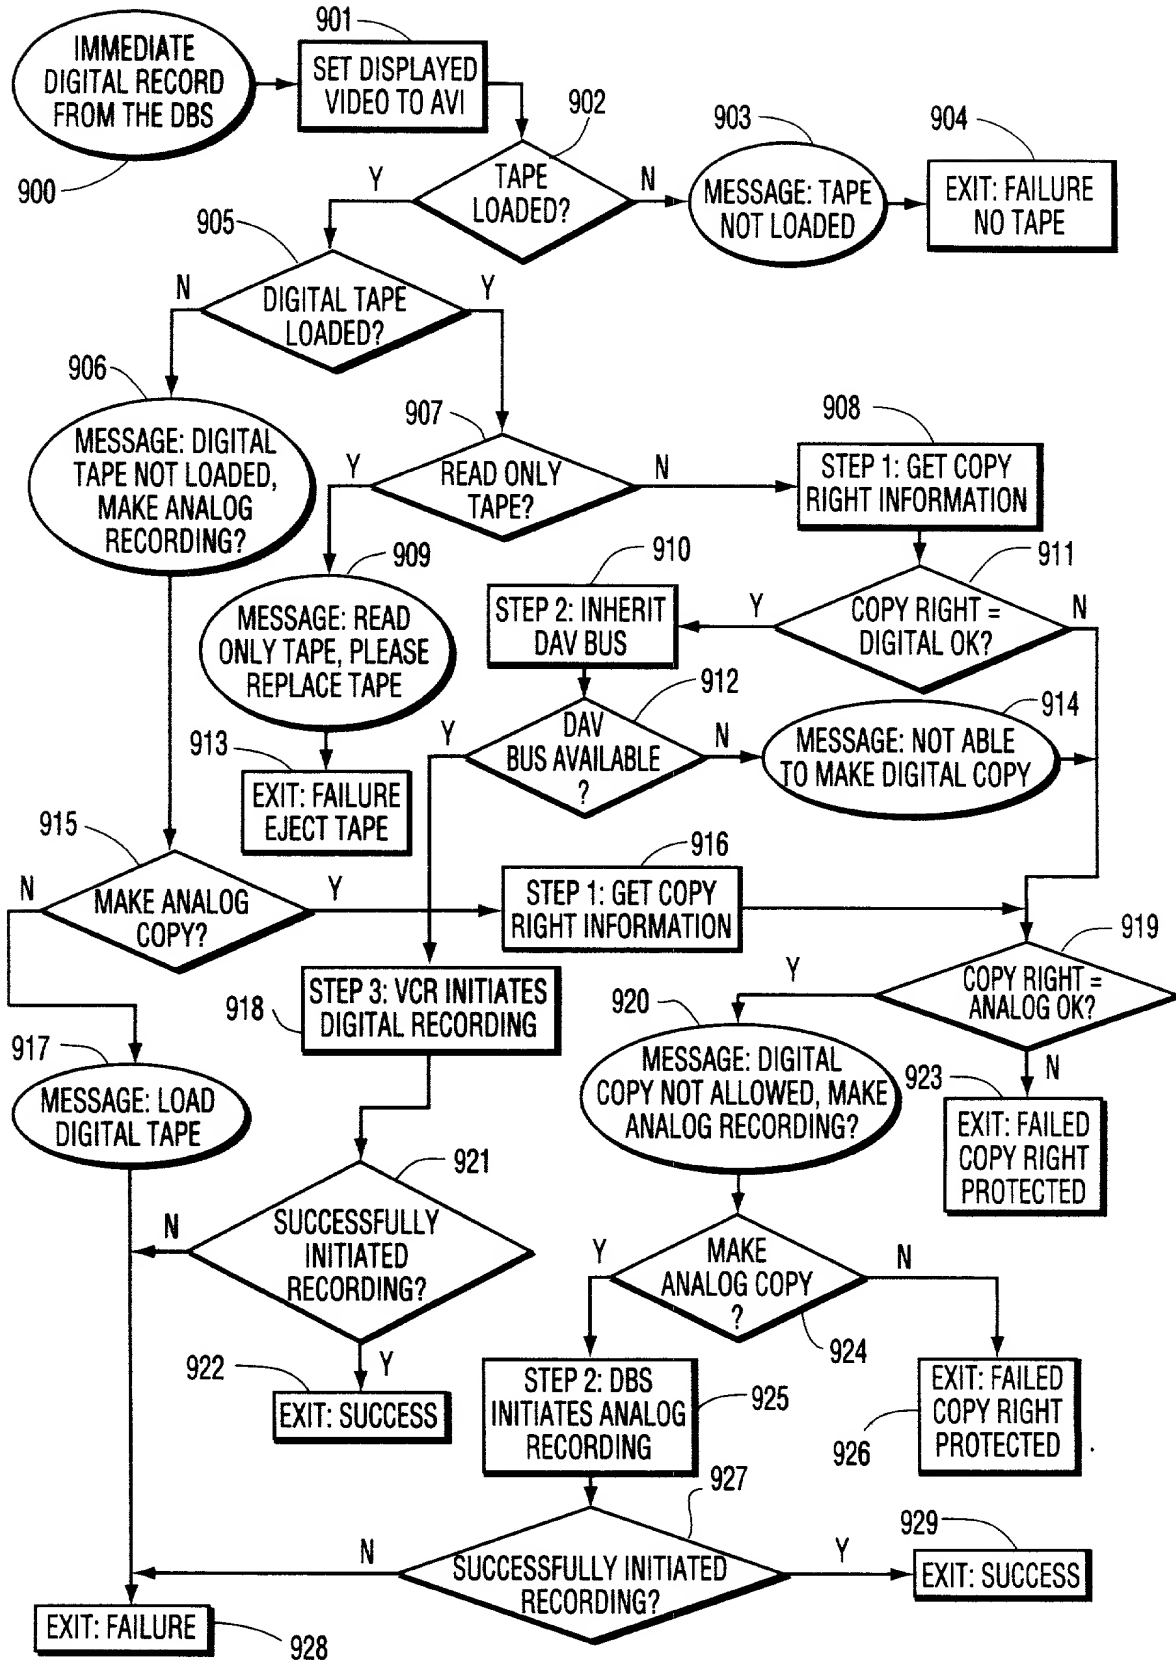 901
IMMEDIATE
DIGITAL RECORD
FROM THE DBS
900
SET DISPLAYED
VIDEO TO AVI
902
TAPE
LOADED?
Y
N
903
MESSAGE: TAPE
NOT LOADED
904
EXIT: FAILURE
NO TAPE
905
DIGITAL TAPE
LOADED?
N
Y
906
MESSAGE: DIGITAL
TAPE NOT LOADED,
MAKE ANALOG
RECORDING?
907
READ ONLY
TAPE?
Y
N
908
STEP 1: GET COPY
RIGHT INFORMATION
909
MESSAGE: READ
ONLY TAPE, PLEASE
REPLACE TAPE
910
STEP 2: INHERIT
DAV BUS
911
COPY RIGHT =
DIGITAL OK?
Y
N
912
DAV
BUS AVAILABLE
?
Y
N
914
MESSAGE: NOT ABLE
TO MAKE DIGITAL COPY
913
EXIT: FAILURE
EJECT TAPE
915
MAKE ANALOG
COPY?
N
Y
916
STEP 1: GET COPY
RIGHT INFORMATION
919
COPY RIGHT =
ANALOG OK?
Y
N
918
STEP 3: VCR INITIATES
DIGITAL RECORDING
920
MESSAGE: DIGITAL
COPY NOT ALLOWED, MAKE
ANALOG RECORDING?
917
MESSAGE: LOAD
DIGITAL TAPE
923
EXIT: FAILED
COPY RIGHT
PROTECTED
921
SUCCESSFULLY
INITIATED
RECORDING?
N
Y
922
EXIT: SUCCESS
MAKE
ANALOG COPY
?
Y
N
924
STEP 2: DBS
INITIATES ANALOG
RECORDING
925
EXIT: FAILED
COPY RIGHT
PROTECTED
926
927
SUCCESSFULLY INITIATED
RECORDING?
N
Y
929
EXIT: SUCCESS
EXIT: FAILURE
928